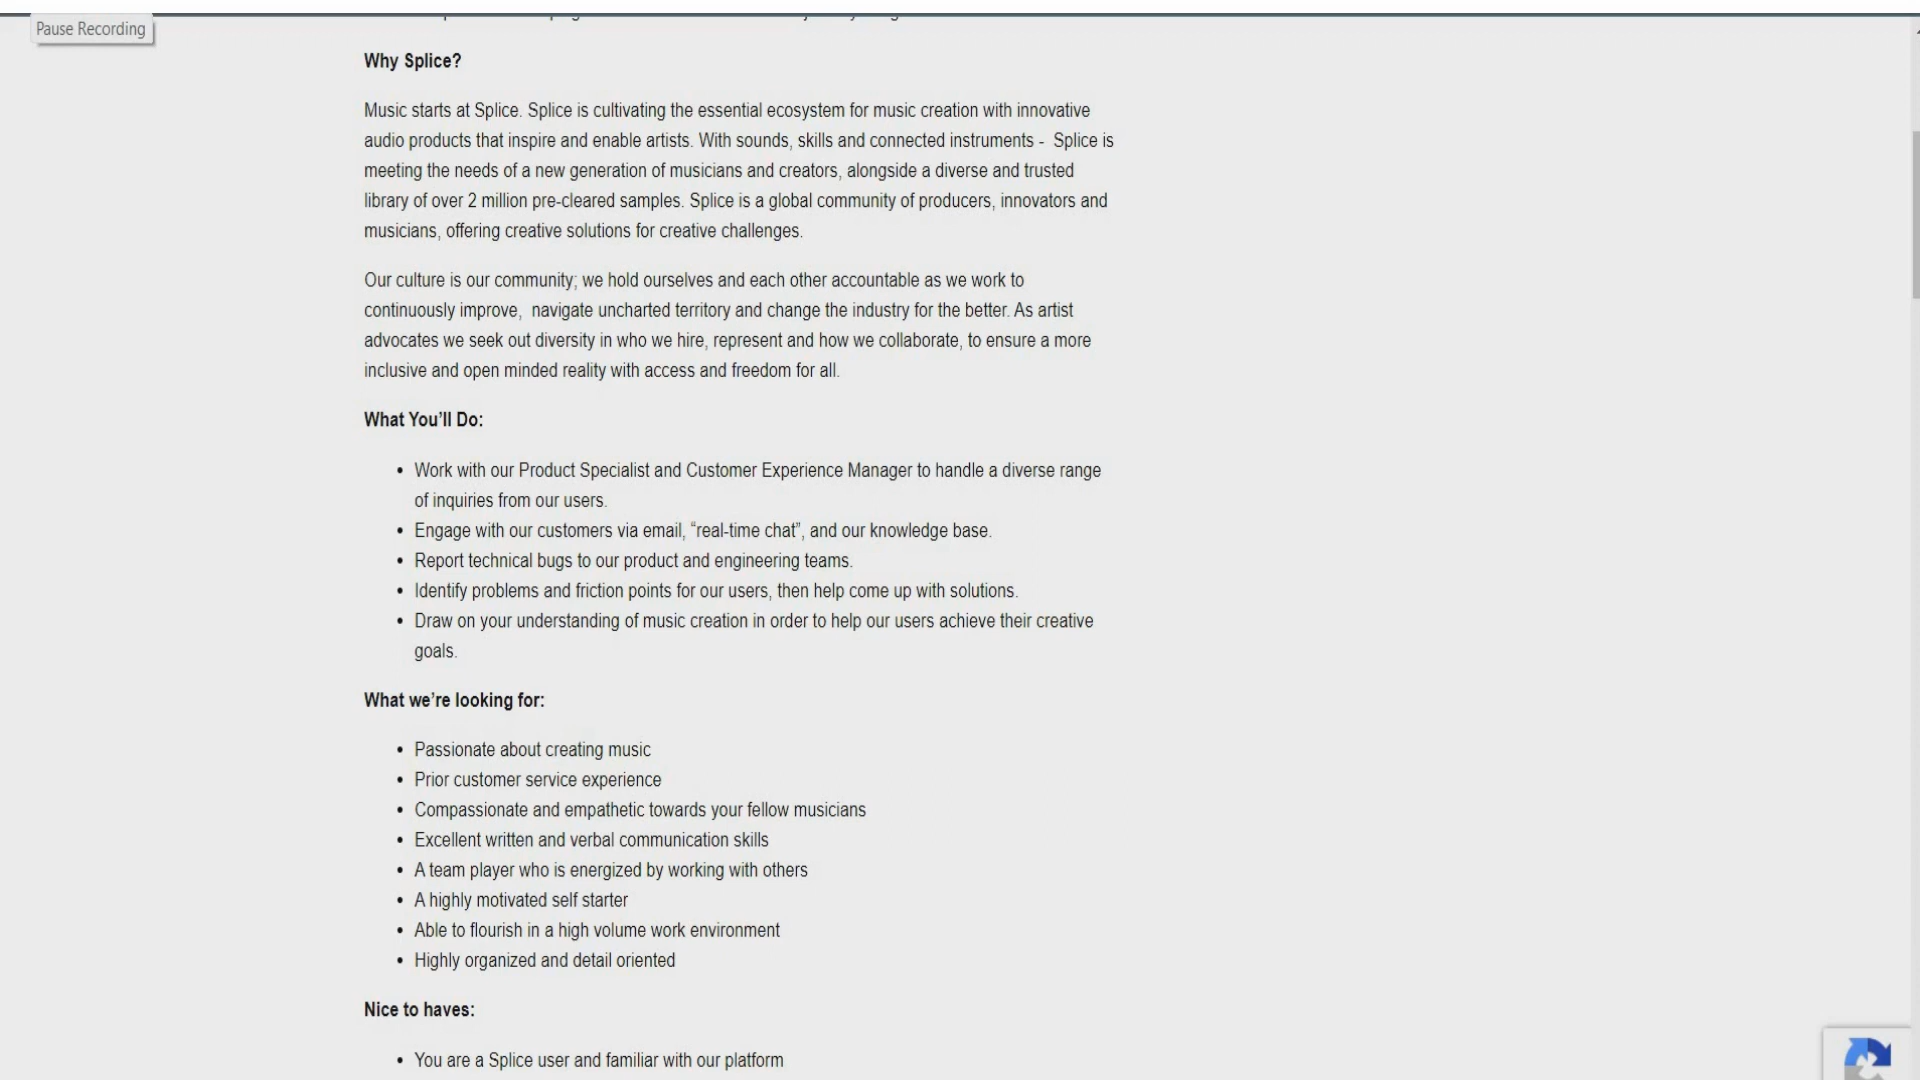 Pause Recording
Why Splice?
Music starts at Splice. Splice is cultivating the essential ecosystem for music creation with innovative
audio products that inspire and enable artists. With sounds, skills and connected instruments -  Splice is
meeting the needs of a new generation of musicians and creators, alongside a diverse and trusted
library of over 2 million pre-cleared samples. Splice is a global community of producers, innovators and
musicians, offering creative solutions for creative challenges.
Our culture is our community; we hold ourselves and each other accountable as we work to
continuously improve,  navigate uncharted territory and change the industry for the better. As artist
advocates we seek out diversity in who we hire, represent and how we collaborate, to ensure a more
inclusive and open minded reality with access and freedom for all.
What You’ll Do:
• Work with our Product Specialist and Customer Experience Manager to handle a diverse range
of inquiries from our users.
• Engage with our customers via email, “real-time chat”, and our knowledge base.
• Report technical bugs to our product and engineering teams.
• Identify problems and friction points for our users, then help come up with solutions.
• Draw on your understanding of music creation in order to help our users achieve their creative
goals.
What we’re looking for:
• Passionate about creating music
• Prior customer service experience
• Compassionate and empathetic towards your fellow musicians
• Excellent written and verbal communication skills
• A team player who is energized by working with others
• A highly motivated self starter
• Able to flourish in a high volume work environment
• Highly organized and detail oriented
Nice to haves:
• You are a Splice user and familiar with our platform